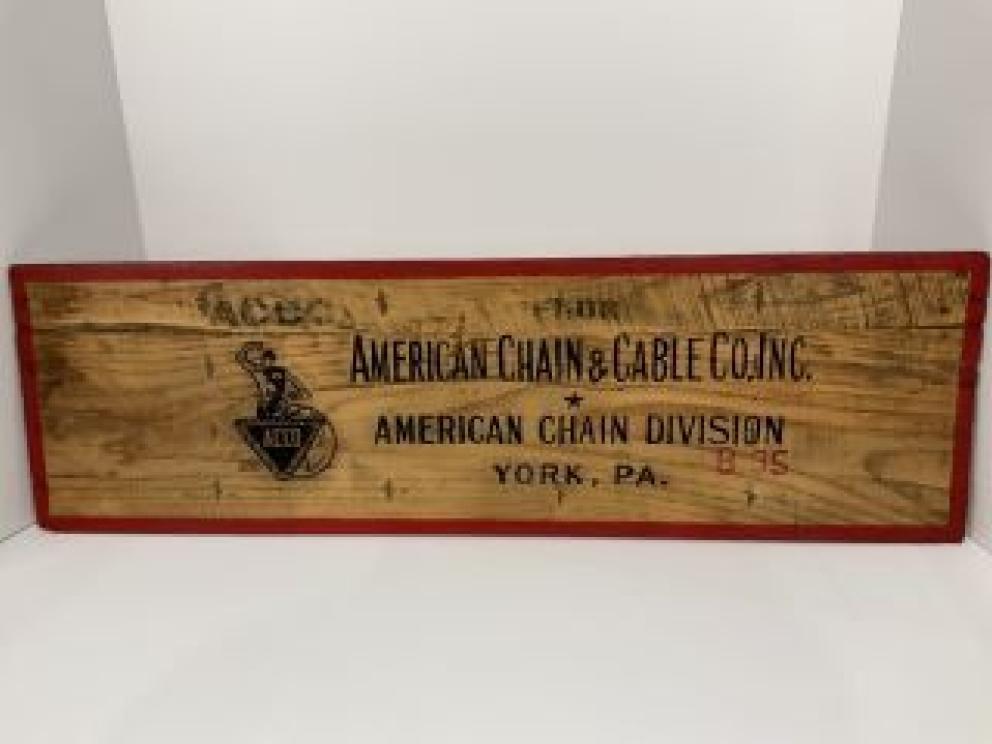 AMERICAN CHAIN & CABLE CO., INC.
★
AMERICAN CHAIN DIVISION
YORK, PA.